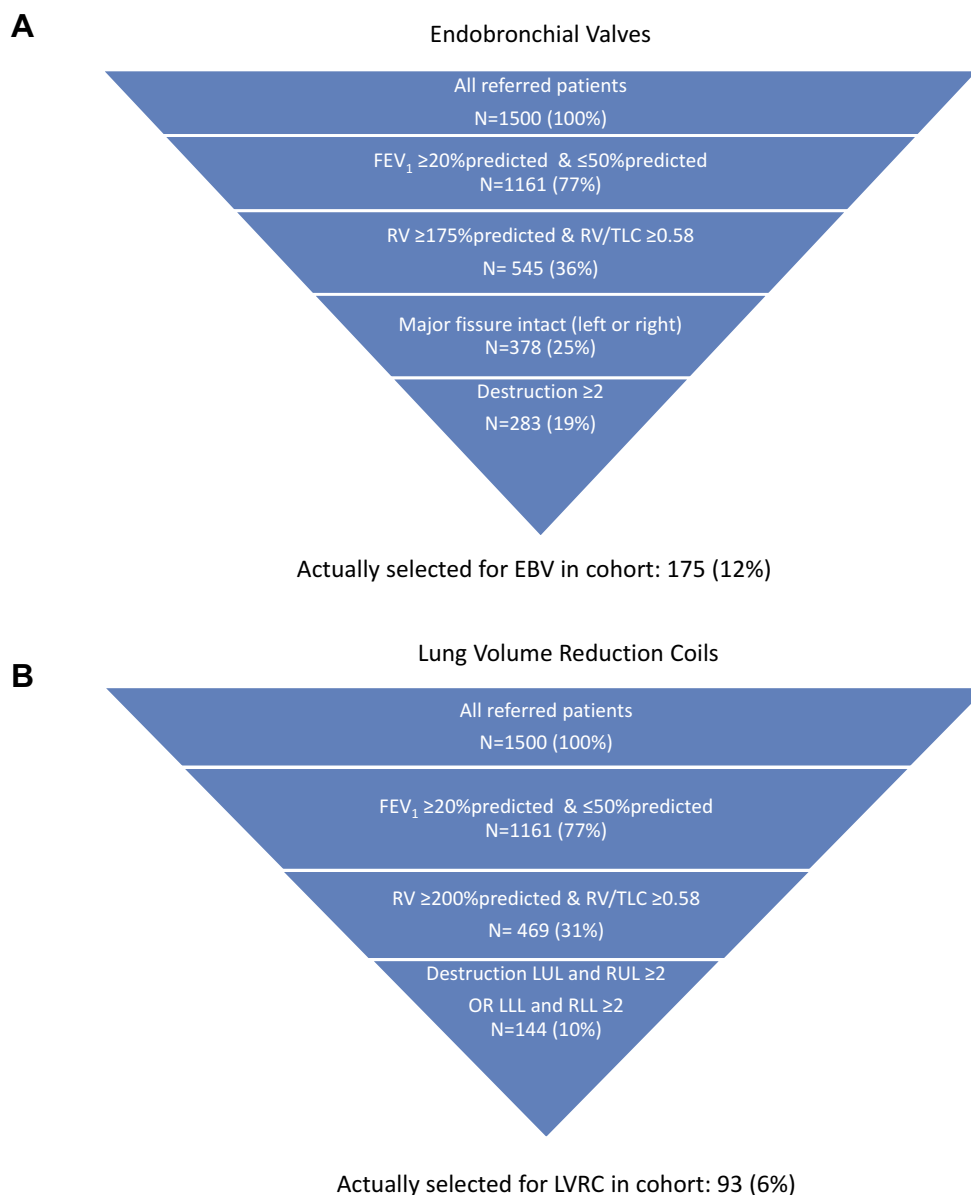 A
Endobronchial Valves
All referred patients
N=1500 (100%)
FEV₁ ≥20%predicted & ≤50%predicted
N=1161 (77%)
RV ≥175%predicted & RV/TLC ≥0.58
N= 545 (36%)
Major fissure intact (left or right)
N=378 (25%)
Destruction ≥2
N=283 (19%)
Actually selected for EBV in cohort: 175 (12%)
B
Lung Volume Reduction Coils
All referred patients
N=1500 (100%)
FEV₁ ≥20%predicted & ≤50%predicted
N=1161 (77%)
RV ≥200%predicted & RV/TLC ≥0.58
N= 469 (31%)
Destruction LUL and RUL ≥2
OR LLL and RLL ≥2
N=144 (10%)
Actually selected for LVRC in cohort: 93 (6%)